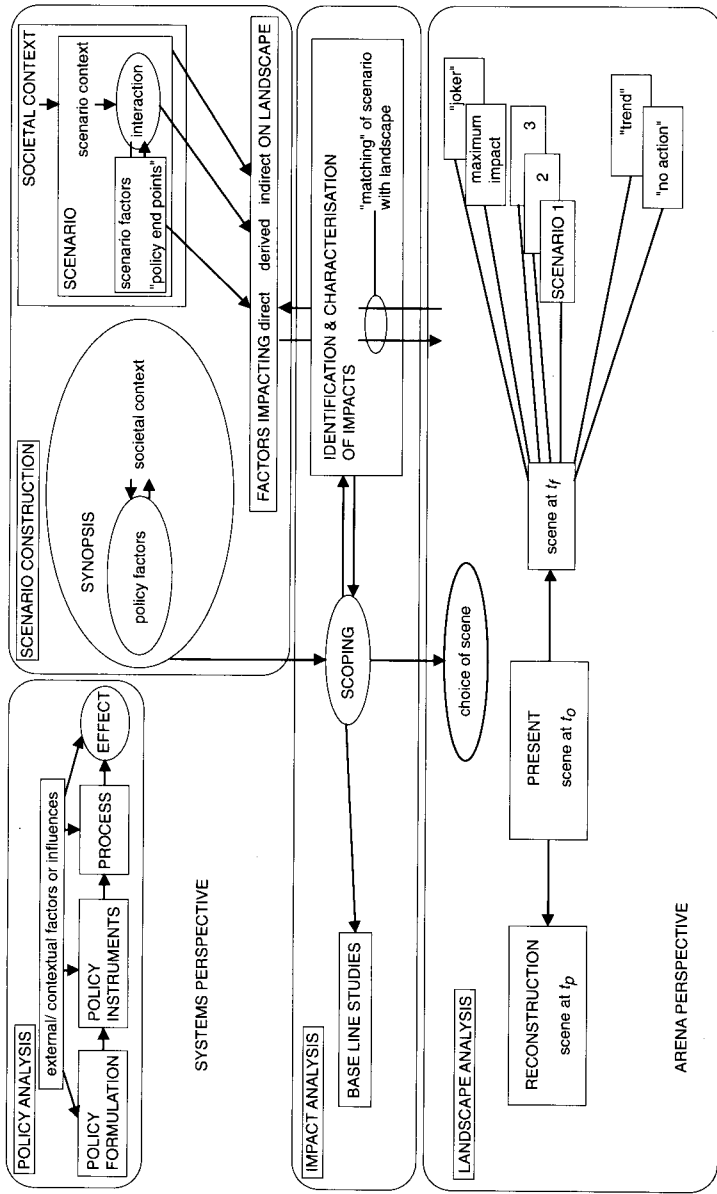 POLICY ANALYSIS
external/ contextual factors or influences
POLICY
FORMULATION
POLICY
INSTRUMENTS
PROCESS
EFFECT
SYSTEMS PERSPECTIVE
SCENARIO CONSTRUCTION
SYNOPSIS
policy factors
societal context
SOCIETAL CONTEXT
SCENARIO
scenario context
scenario factors
"policy end points"
interaction
FACTORS IMPACTING direct derived indirect ON LANDSCAPE
IMPACT ANALYSIS
BASE LINE STUDIES
SCOPING
IDENTIFICATION & CHARACTERISATION
OF IMPACTS
"matching" of scenario
with landscape
LANDSCAPE ANALYSIS
choice of scene
RECONSTRUCTION
scene at tp
PRESENT
scene at to
scene at tf
"joker"
maximum
impact
3
2
SCENARIO 1
"trend"
"no action"
ARENA PERSPECTIVE